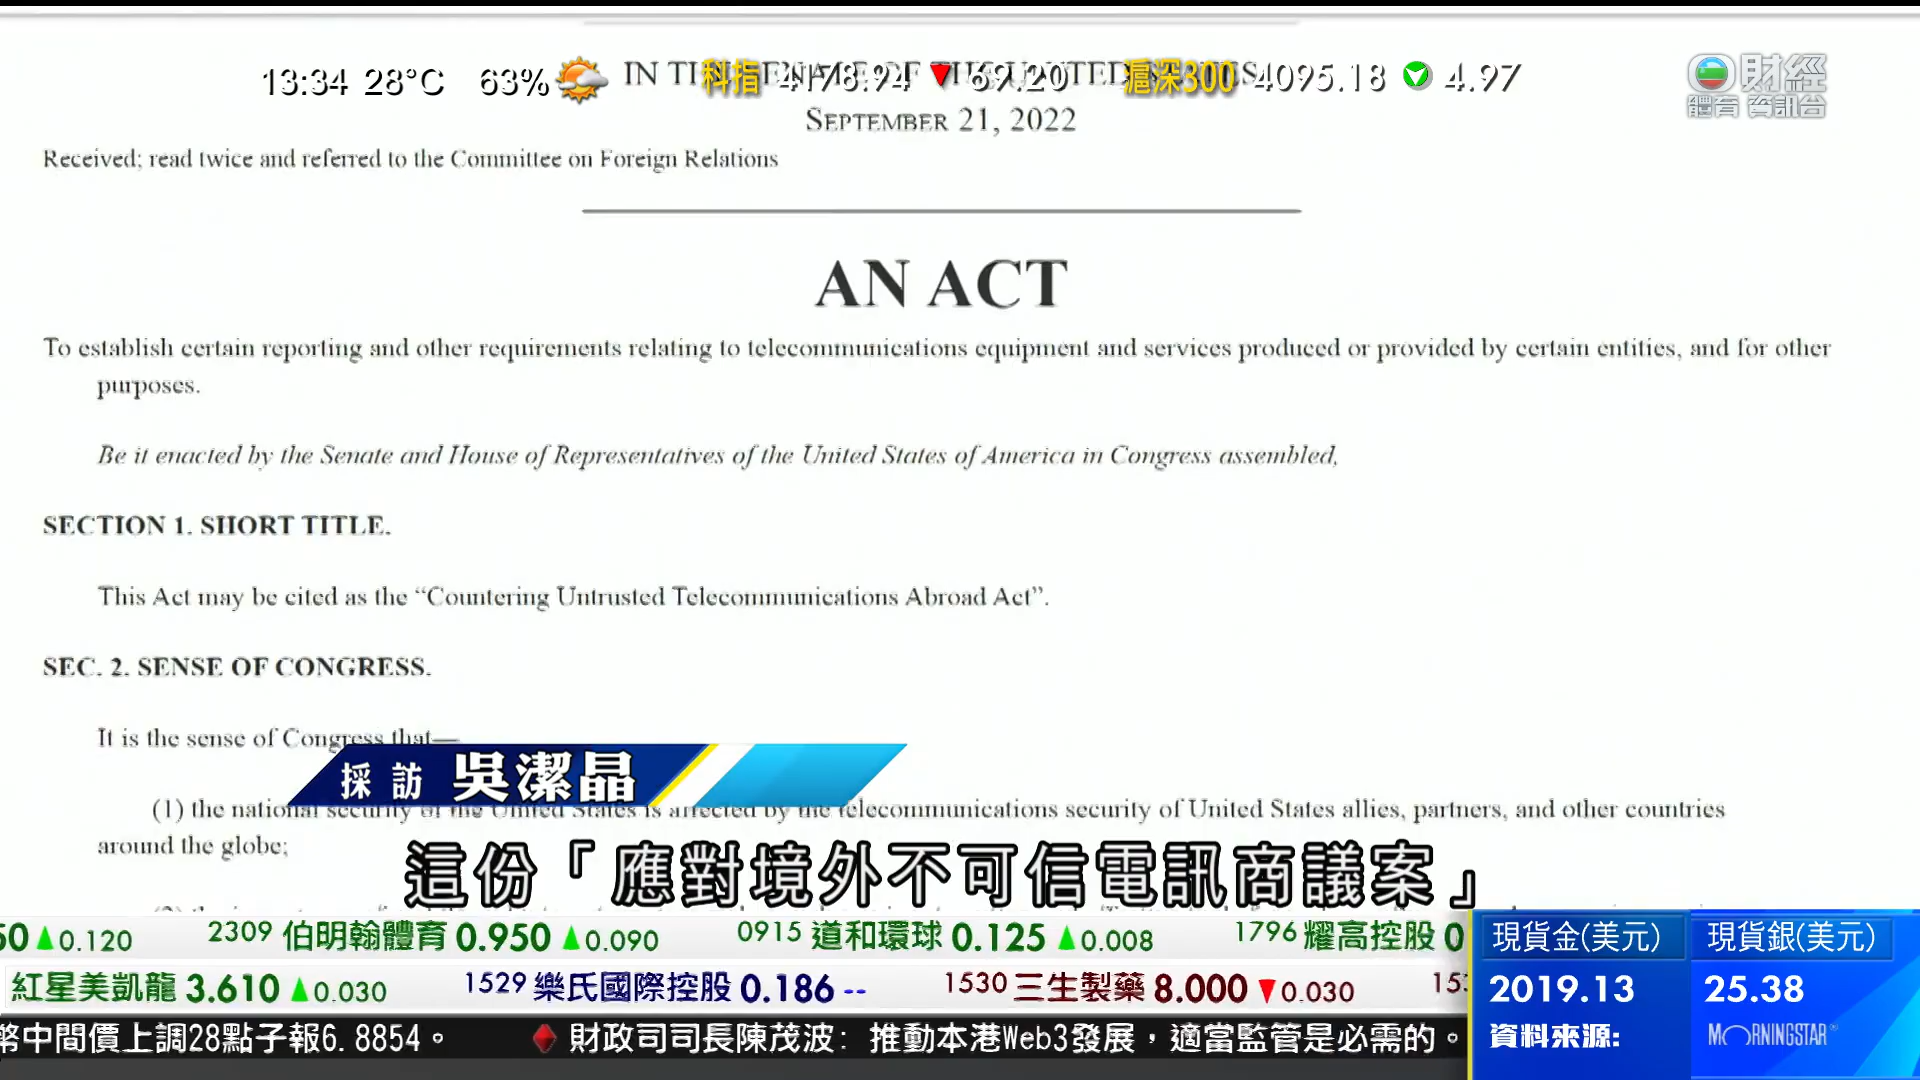 13:34 28°C 63% IN THE SENATE OF THE UNITED STATES 科指 4178.94 69.20 滬深300 4095.18 4.97
財經
體育 資訊台
SEPTEMBER 21, 2022
Received; read twice and referred to the Committee on Foreign Relations
AN ACT
To establish certain reporting and other requirements relating to telecommunications equipment and services produced or provided by certain entities, and for other
purposes.
Be it enacted by the Senate and House of Representatives of the United States of America in Congress assembled,
SECTION 1. SHORT TITLE.
This Act may be cited as the “Countering Untrusted Telecommunications Abroad Act”.
SEC. 2. SENSE OF CONGRESS.
It is the sense of Congress that—
採訪 吳潔晶
(1) the national security of the United States is affected by the telecommunications security of United States allies, partners, and other countries
around the globe;
這份「應對境外不可信電訊商議案」
50 0.120 2309 伯明翰體育 0.950 0.090 0915 道和環球 0.125 0.008 1796 耀高控股 0
紅星美凱龍 3.610 0.030 1529 樂氏國際控股 0.186 -- 1530 三生製藥 8.000 0.030 153
幣中間價上調28點子報6.8854。 財政司司長陳茂波: 推動本港Web3發展，適當監管是必需的。
現貨金(美元) 現貨銀(美元)
2019.13 25.38
資料來源: MORNINGSTAR